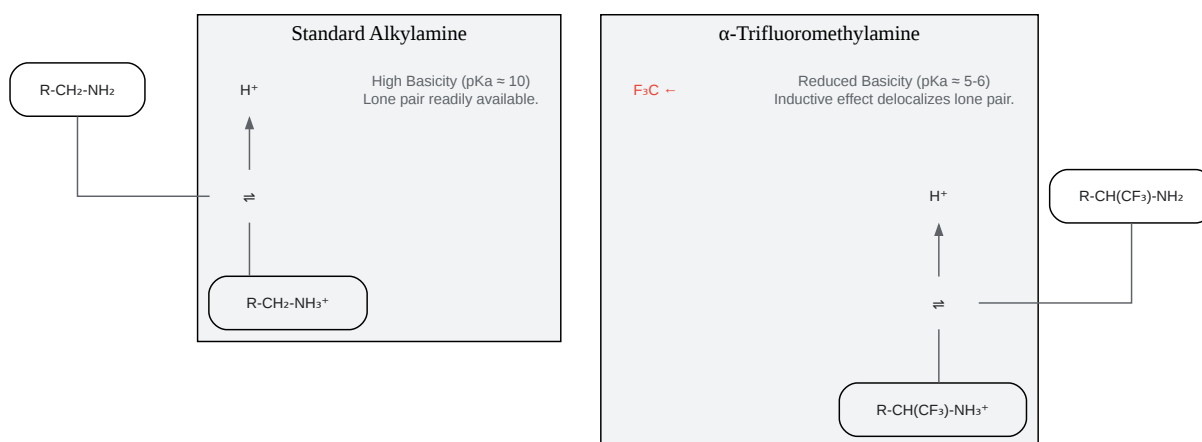 Standard Alkylamine
R-CH₂-NH₂
H⁺
High Basicity (pKa ≈ 10)
Lone pair readily available.
⇌
R-CH₂-NH₃⁺
α-Trifluoromethylamine
F₃C ←
Reduced Basicity (pKa ≈ 5-6)
Inductive effect delocalizes lone pair.
H⁺
R-CH(CF₃)-NH₂
⇌
R-CH(CF₃)-NH₃⁺